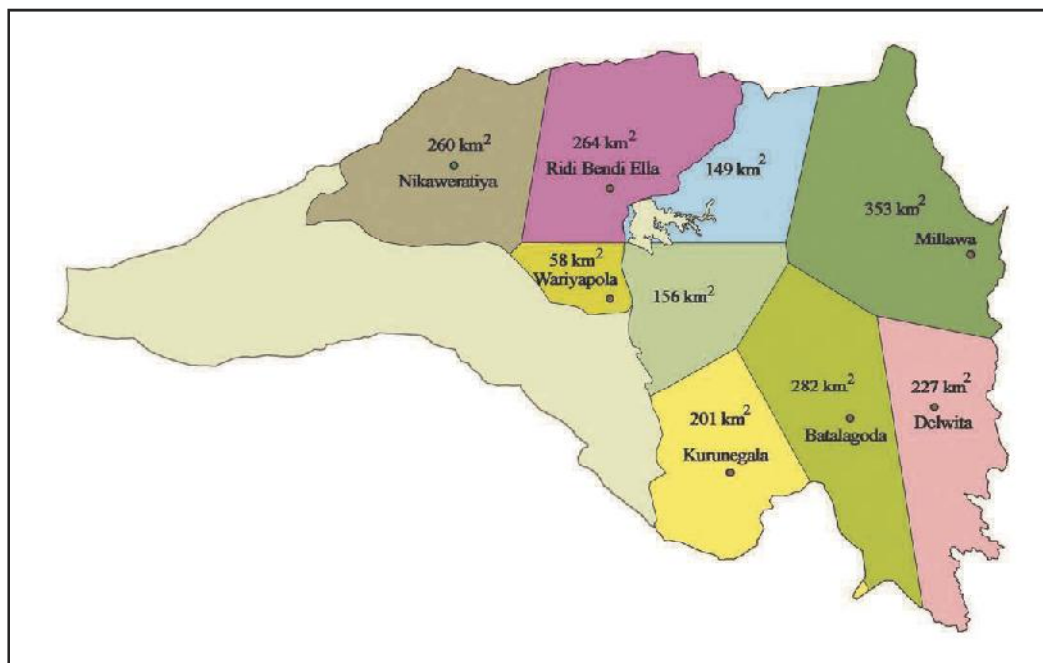 260 km²
Nikaweratiya
264 km²
Ridi Bendi Ella
149 km²
353 km²
Millawa
58 km²
Wariyapola
156 km²
282 km²
Batalagoda
227 km²
Delwita
201 km²
Kurunegala